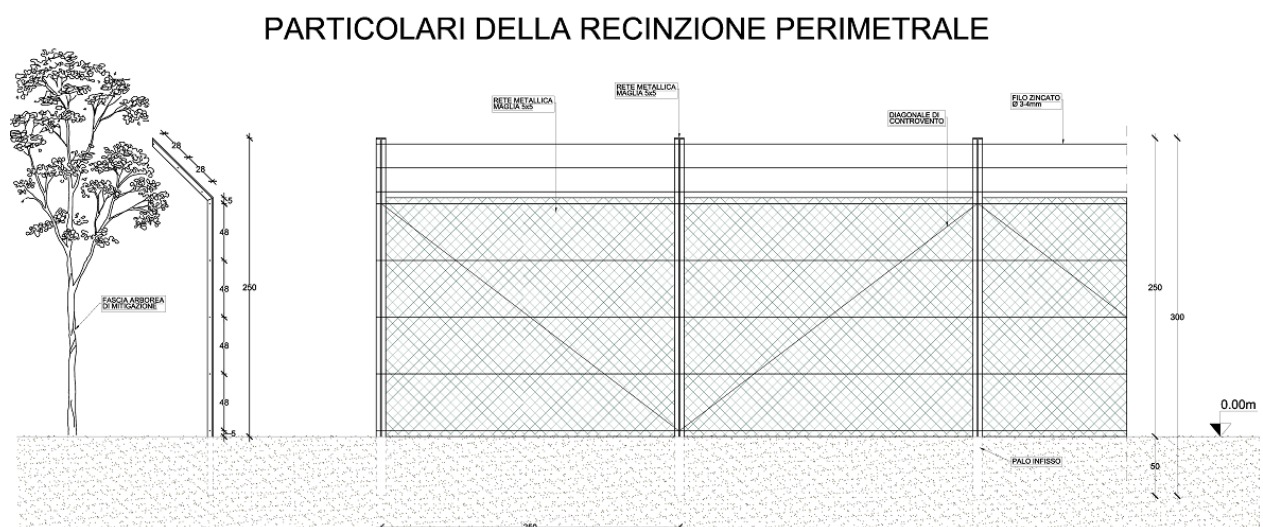 PARTICOLARI DELLA RECINZIONE PERIMETRALE
RETE METALLICA
MAGLIA 5x5
RETE METALLICA
MAGLIA 5x5
DIAGONALE DI
CONTROVENTO
FILO ZINCATO
Ø 3-4mm
28
28
5
48
48
48
48
5
250
FASCIA ARBOREA
DI MITIGAZIONE
250
300
0.00m
50
PALO INFISSO